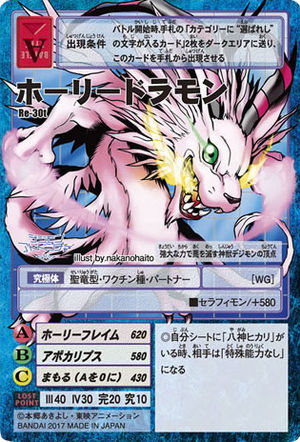 V
出現条件
バトル開始時、手札の「カテゴリーに"選ばれし"
の文字が入るカード」2枚をダークエリアに送り、
このカードを手札から出現させる
ホーリードラモン
Re-30t
強大な力で悪を滅す神獣デジモンの頂点
illust by.nakanohaito
究極体
聖竜型・ワクチン種・パートナー
[WG]
■セラフィモン/+580
A ホーリーフレイム 620
B アポカリプス 580
C まもる(Aを0に) 430
◎自分シートに「八神ヒカリ」が
いる時、相手は「特殊能力なし」
になる
LOST POINT
III40 IV30 完20 究10
©本郷あきよし・東映アニメーション
BANDAI 2017 MADE IN JAPAN